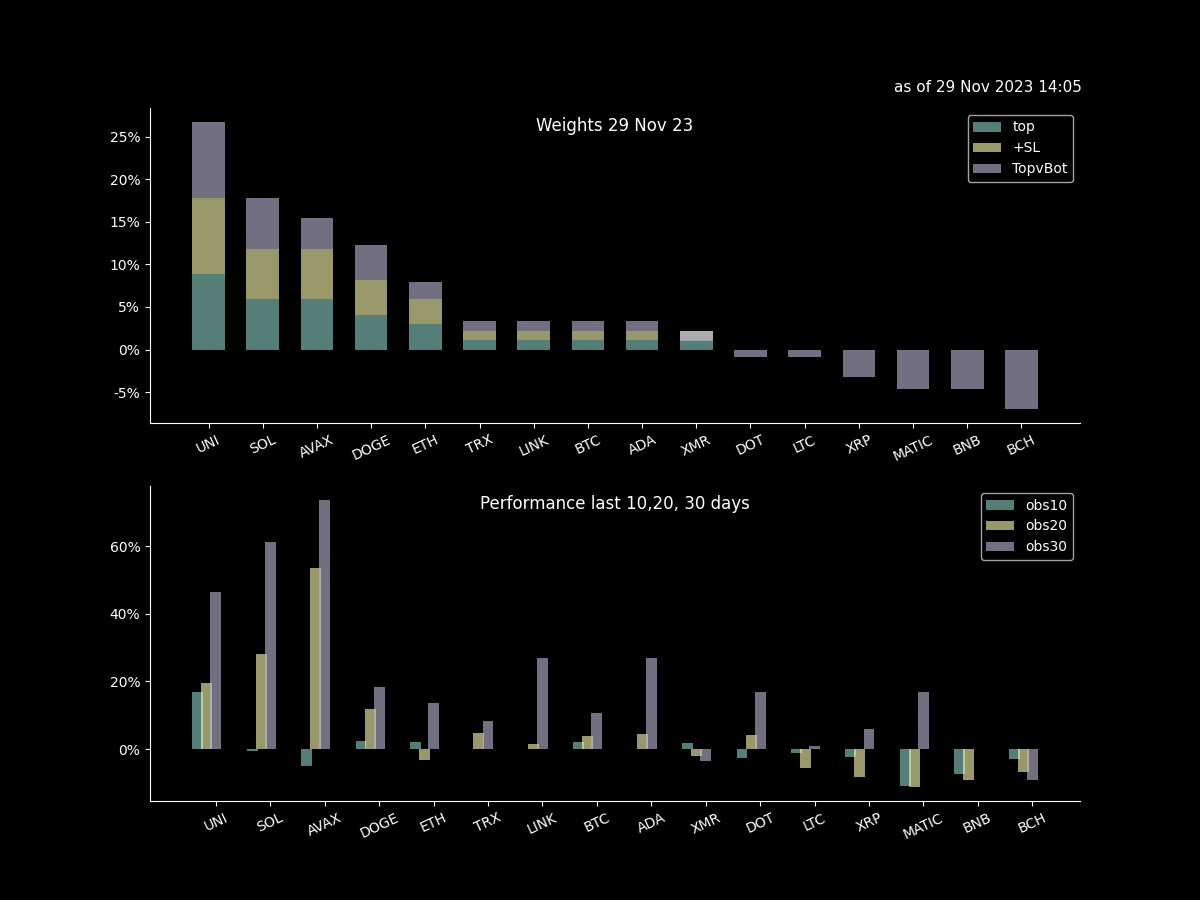 as of 29 Nov 2023 14:05
Weights 29 Nov 23
top
+SL
TopvBot
25%
20%
15%
10%
5%
0%
-5%
UNI SOL AVAX DOGE ETH TRX LINK BTC ADA XMR DOT LTC XRP MATIC BNB BCH
Performance last 10,20, 30 days
obs10
obs20
obs30
60%
40%
20%
0%
UNI SOL AVAX DOGE ETH TRX LINK BTC ADA XMR DOT LTC XRP MATIC BNB BCH